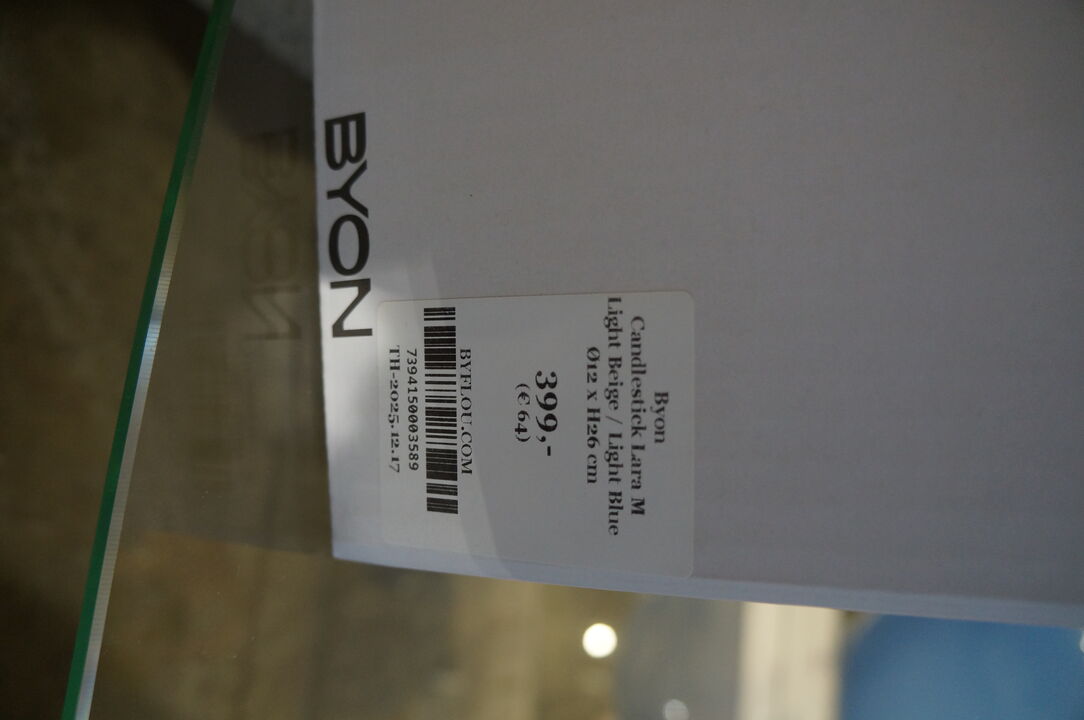 BYON
Byon
Candlestick Lara M
Light Beige / Light Blue
Ø12 x H26 cm
399,-
(€ 64)
BYFLOU.COM
7394150003589
TH-2025.12.17